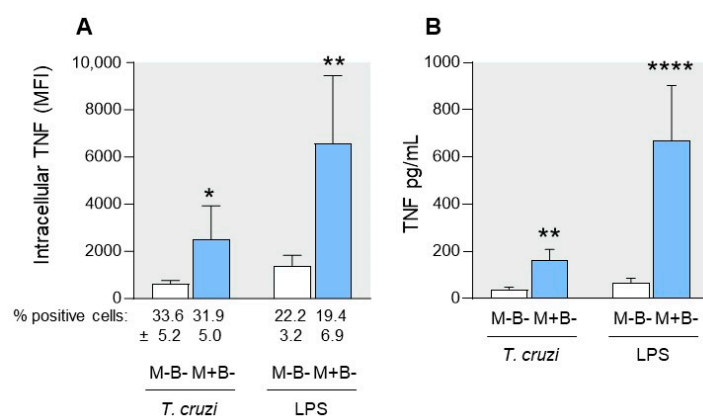 A
Intracellular TNF (MFI)
10,000
8000
6000
4000
2000
0
*
**
% positive cells: 33.6 31.9 22.2 19.4
± 5.2 5.0 3.2 6.9
M-B- M+B- M-B- M+B-
T. cruzi LPS
B
TNF pg/mL
1000
800
600
400
200
0
**
****
M-B- M+B- M-B- M+B-
T. cruzi LPS